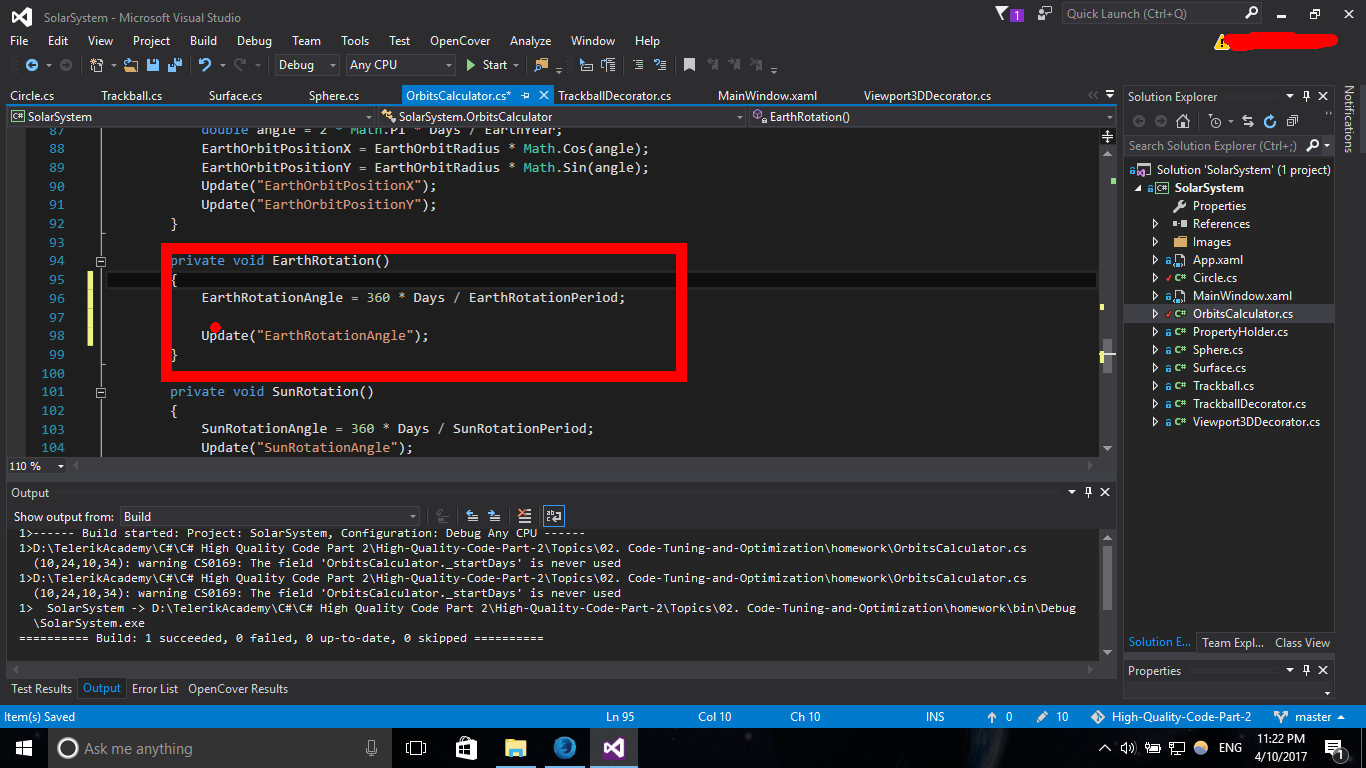 SolarSystem - Microsoft Visual Studio
1
Quick Launch (Ctrl+Q)
File Edit View Project Build Debug Team Tools Test OpenCover Analyze Window Help
Debug Any CPU Start
Circle.cs Trackball.cs Surface.cs Sphere.cs OrbitsCalculator.cs* TrackballDecorator.cs MainWindow.xaml Viewport3DDecorator.cs
SolarSystem SolarSystem.OrbitsCalculator EarthRotation()
87 double angle = 2 * Math.PI * Days / EarthYear;
88 EarthOrbitPositionX = EarthOrbitRadius * Math.Cos(angle);
89 EarthOrbitPositionY = EarthOrbitRadius * Math.Sin(angle);
90 Update("EarthOrbitPositionX");
91 Update("EarthOrbitPositionY");
92 }
93
94 private void EarthRotation()
95 {
96 EarthRotationAngle = 360 * Days / EarthRotationPeriod;
97
98 Update("EarthRotationAngle");
99 }
100
101 private void SunRotation()
102 {
103 SunRotationAngle = 360 * Days / SunRotationPeriod;
104 Update("SunRotationAngle");
110 %
Output
Show output from: Build
1>------ Build started: Project: SolarSystem, Configuration: Debug Any CPU ------
1>D:\TelerikAcademy\C#\C# High Quality Code Part 2\High-Quality-Code-Part-2\Topics\02. Code-Tuning-and-Optimization\homework\OrbitsCalculator.cs
(10,24,10,34): warning CS0169: The field 'OrbitsCalculator._startDays' is never used
1>D:\TelerikAcademy\C#\C# High Quality Code Part 2\High-Quality-Code-Part-2\Topics\02. Code-Tuning-and-Optimization\homework\OrbitsCalculator.cs
(10,24,10,34): warning CS0169: The field 'OrbitsCalculator._startDays' is never used
1>  SolarSystem -> D:\TelerikAcademy\C#\C# High Quality Code Part 2\High-Quality-Code-Part-2\Topics\02. Code-Tuning-and-Optimization\homework\bin\Debug
\SolarSystem.exe
========== Build: 1 succeeded, 0 failed, 0 up-to-date, 0 skipped ==========
Test Results Output Error List OpenCover Results
Solution Explorer
Search Solution Explorer (Ctrl+;)
Solution 'SolarSystem' (1 project)
SolarSystem
Properties
References
Images
App.xaml
Circle.cs
MainWindow.xaml
OrbitsCalculator.cs
PropertyHolder.cs
Sphere.cs
Surface.cs
Trackball.cs
TrackballDecorator.cs
Viewport3DDecorator.cs
Solution E... Team Expl... Class View
Properties
Notifications
Item(s) Saved Ln 95 Col 10 Ch 10 INS 0 10 High-Quality-Code-Part-2 master
Ask me anything
ENG
11:22 PM
4/10/2017
1